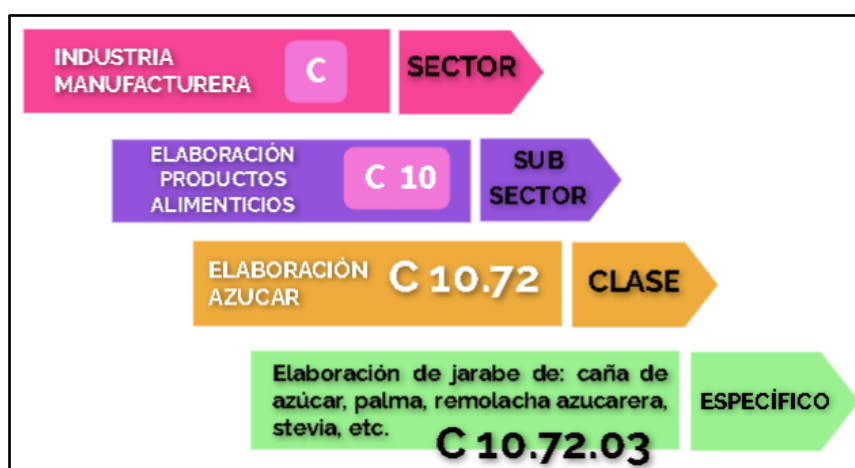 INDUSTRIA
MANUFACTURERA
C
SECTOR
ELABORACIÓN
PRODUCTOS
ALIMENTICIOS
C 10
SUB
SECTOR
ELABORACIÓN
AZUCAR
C 10.72
CLASE
Elaboración de jarabe de: caña de
azúcar, palma, remolacha azucarera,
stevia, etc.
C 10.72.03
ESPECÍFICO